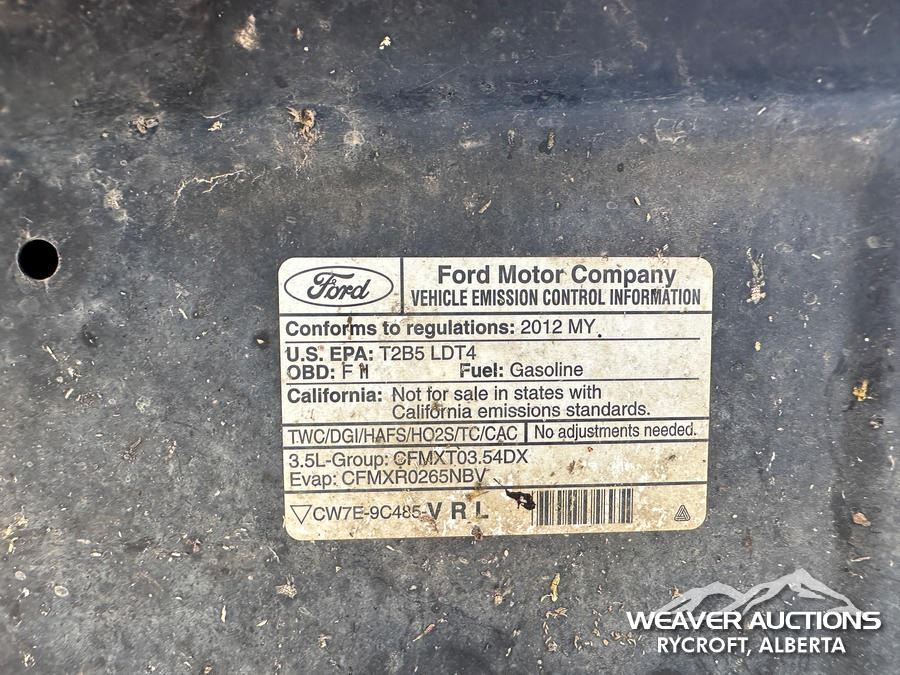 Ford
Ford Motor Company
VEHICLE EMISSION CONTROL INFORMATION
Conforms to regulations: 2012 MY
U.S. EPA: T2B5 LDT4
OBD: F II Fuel: Gasoline
California: Not for sale in states with
California emissions standards.
TWC/DGI/HAFS/HO2S/TC/CAC No adjustments needed.
3.5L-Group: CFMXT03.54DX
Evap: CFMXR0265NBV
CW7E-9C485-VRL
WEAVER AUCTIONS
RYCROFT, ALBERTA